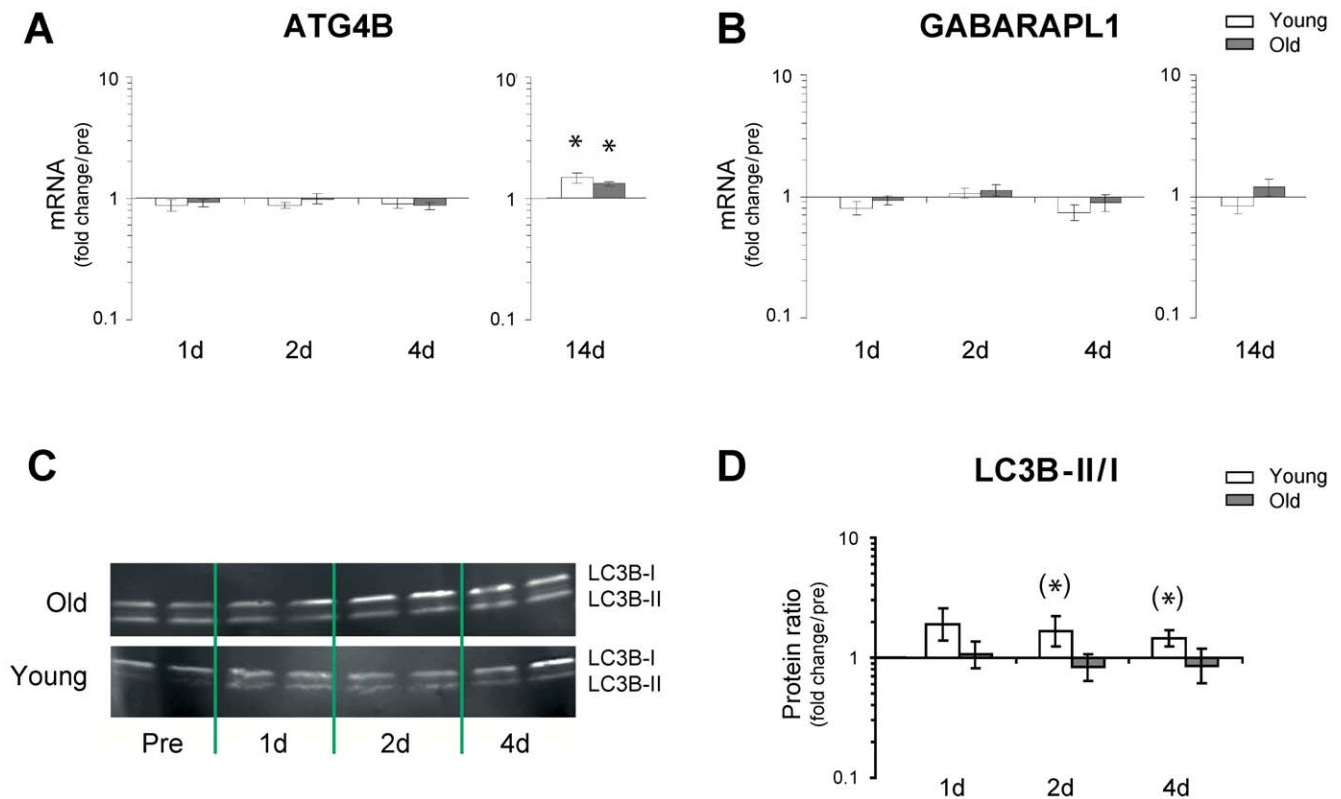 A
ATG4B
10
1
0.1
mRNA
(fold change/pre)
1d
2d
4d
10
*
*
1
0.1
14d
B
GABARAPL1
Young
Old
10
1
0.1
mRNA
(fold change/pre)
1d
2d
4d
10
1
0.1
14d
C
Old
LC3B-I
LC3B-II
Young
LC3B-I
LC3B-II
Pre
1d
2d
4d
D
LC3B-II/I
Young
Old
10
1
0.1
Protein ratio
(fold change/pre)
(*)
(*)
1d
2d
4d